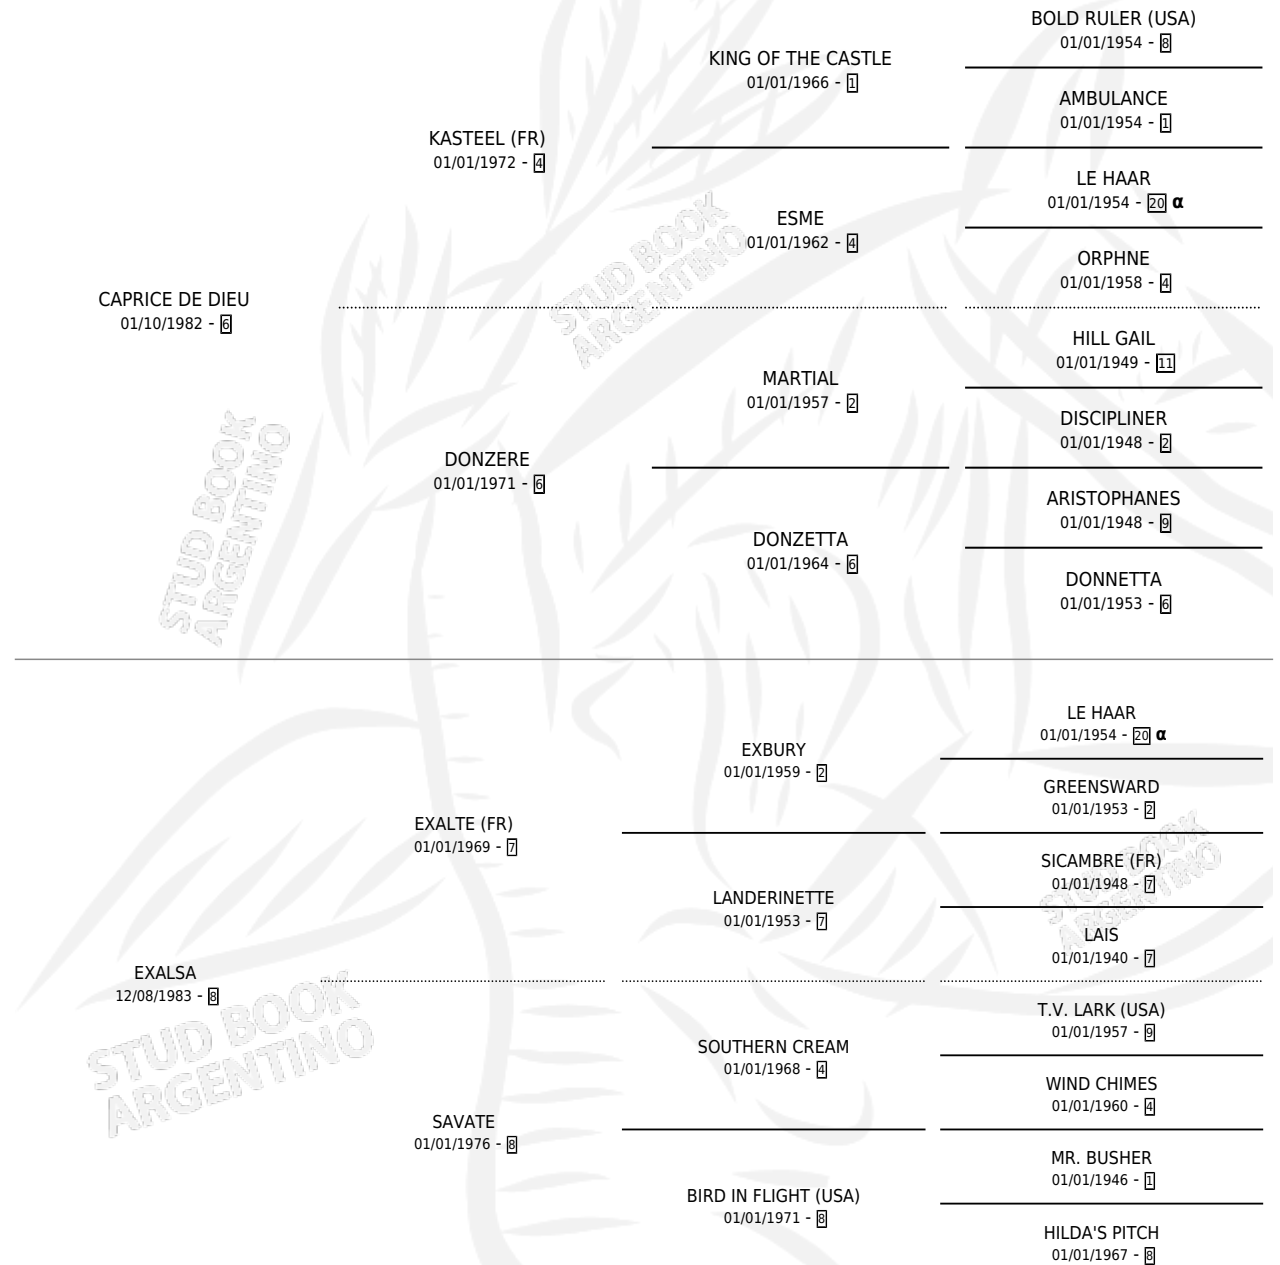 BOLD RULER (USA)
01/01/1954 - 8
KING OF THE CASTLE
01/01/1966 - 1
AMBULANCE
01/01/1954 - 1
KASTEEL (FR)
01/01/1972 - 4
LE HAAR
01/01/1954 - 20 α
ESME
01/01/1962 - 4
ORPHNE
01/01/1958 - 4
CAPRICE DE DIEU
01/10/1982 - 6
STUD BOOK
ARGENTINO
HILL GAIL
01/01/1949 - 11
MARTIAL
01/01/1957 - 2
DISCIPLINER
01/01/1948 - 2
DONZERE
01/01/1971 - 6
ARISTOPHANES
01/01/1948 - 9
DONZETTA
01/01/1964 - 6
DONNETTA
01/01/1953 - 6
STUD BOOK
ARGENTINO
LE HAAR
01/01/1954 - 20 α
EXBURY
01/01/1959 - 2
GREENSWARD
01/01/1953 - 2
EXALTE (FR)
01/01/1969 - 7
SICAMBRE (FR)
01/01/1948 - 7
STUD BOOK
ARGENTINO
LANDERINETTE
01/01/1953 - 7
LAIS
01/01/1940 - 7
EXALSA
12/08/1983 - 8
STUD BOOK
ARGENTINO
T.V. LARK (USA)
01/01/1957 - 9
SOUTHERN CREAM
01/01/1968 - 4
WIND CHIMES
01/01/1960 - 4
SAVATE
01/01/1976 - 8
MR. BUSHER
01/01/1946 - 1
BIRD IN FLIGHT (USA)
01/01/1971 - 8
HILDA'S PITCH
01/01/1967 - 8